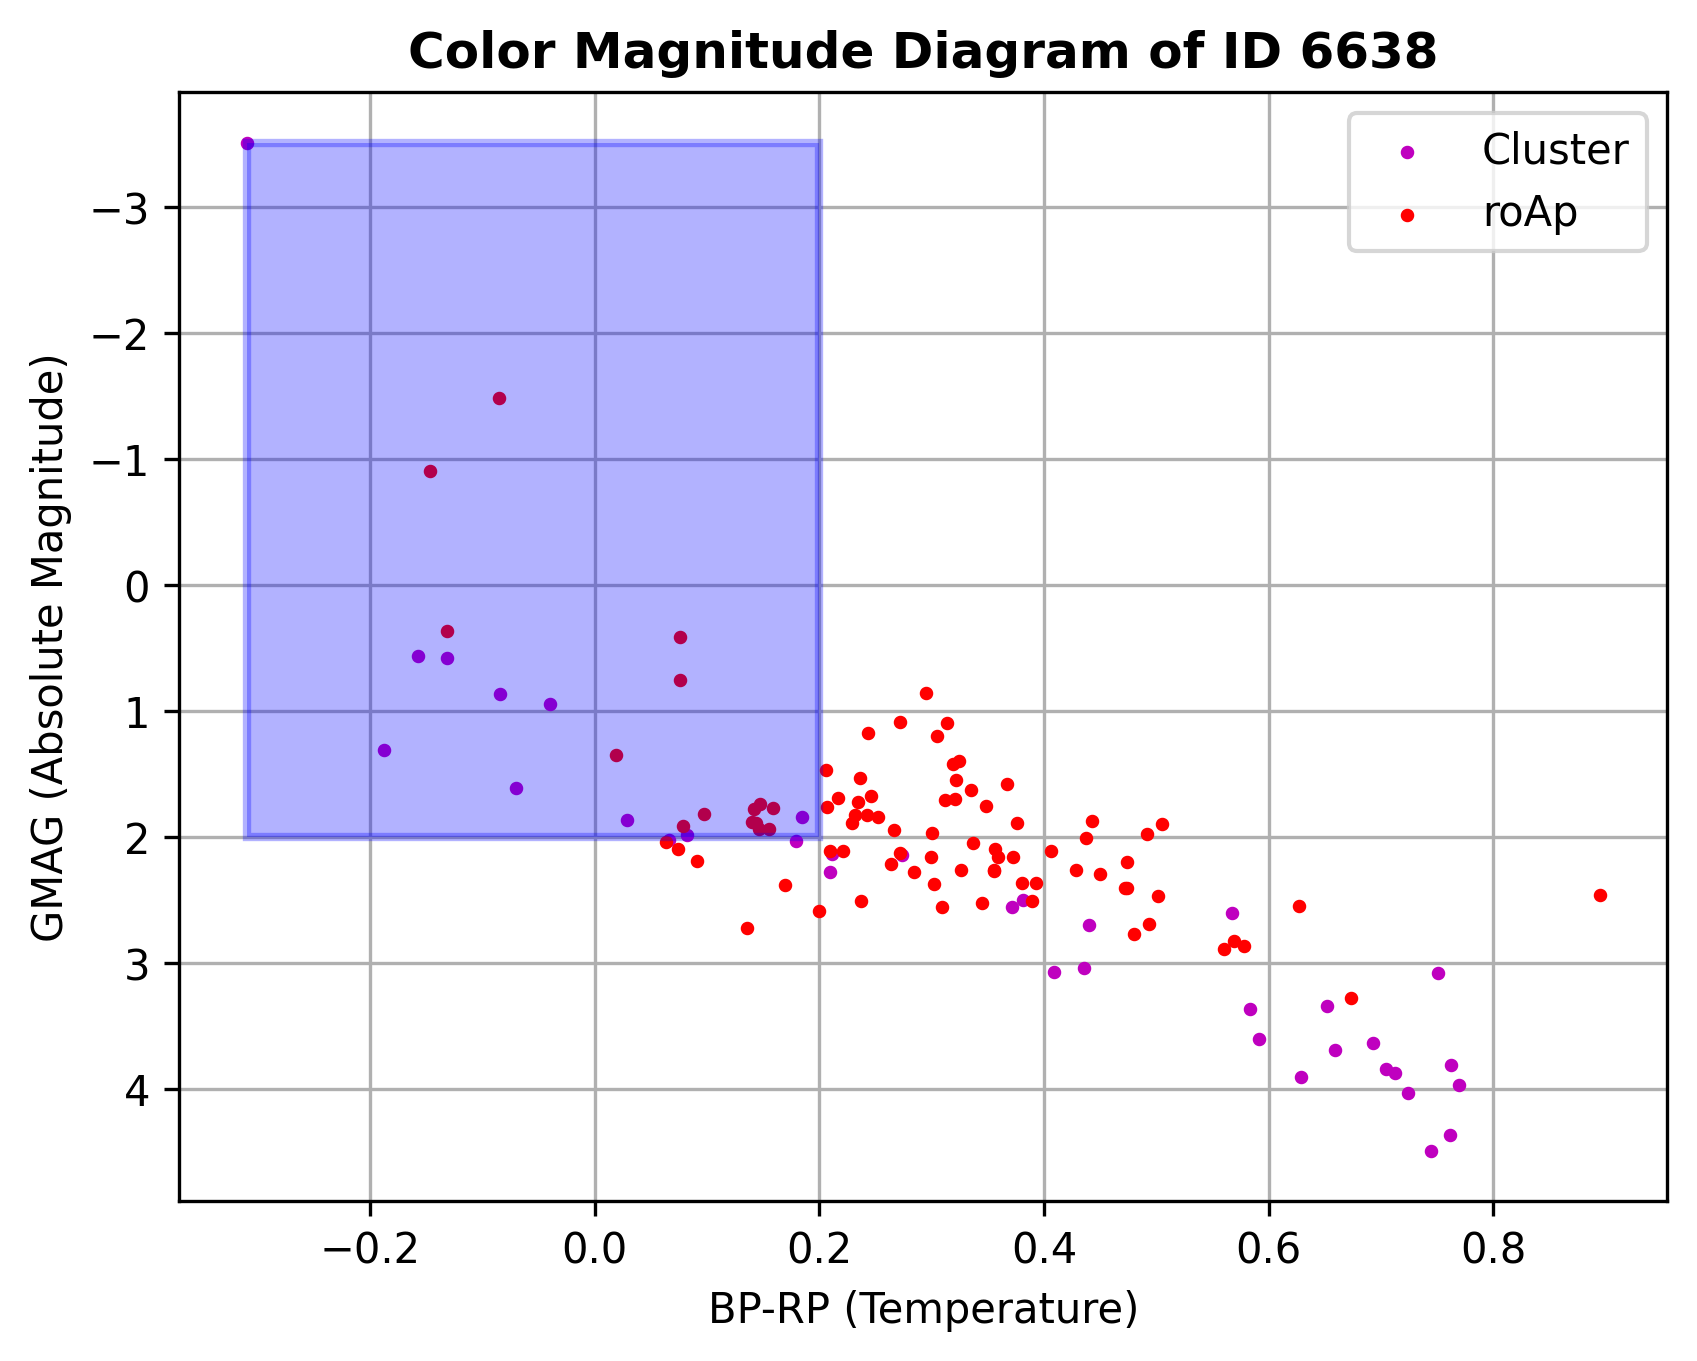 Color Magnitude Diagram of ID 6638
Cluster
roAp
GMAG (Absolute Magnitude)
−3
−2
−1
0
1
2
3
4
−0.2 0.0 0.2 0.4 0.6 0.8
BP-RP (Temperature)